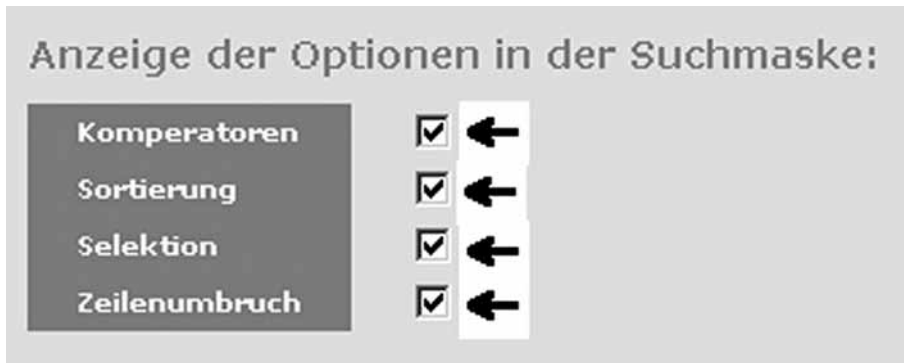 Anzeige der Optionen in der Suchmaske:
Komperatoren
Sortierung
Selektion
Zeilenumbruch